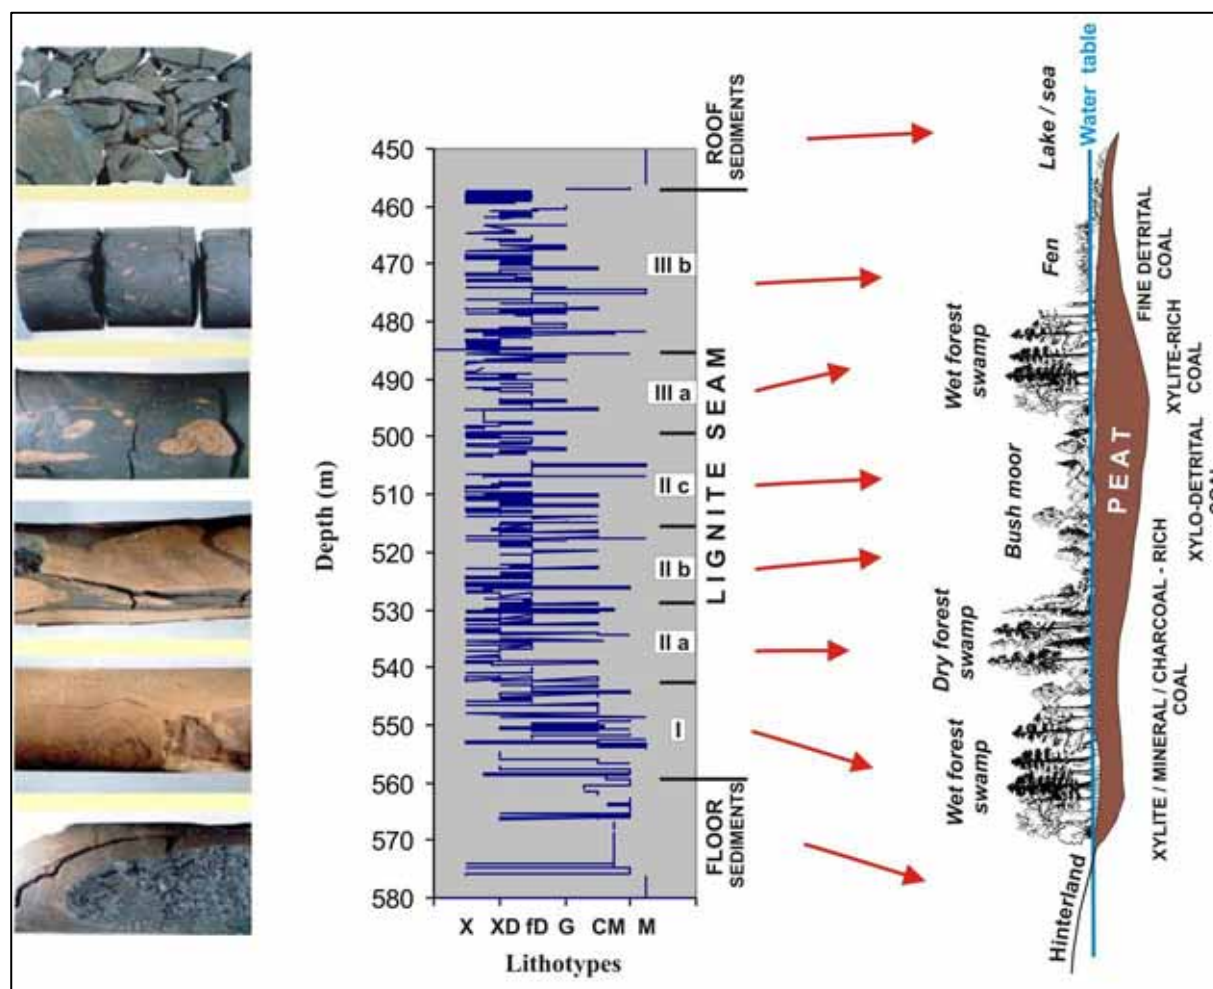 450
460
470
480
490
500
510
520
530
540
550
560
570
580
Depth (m)
X XD fD G CM M
Lithotypes
ROOF
SEDIMENTS
III b
III a
II c
II b
II a
I
LIGNITE SEAM
FLOOR
SEDIMENTS
Lake / sea
Water table
Fen
Wet forest
swamp
Bush moor
Dry forest
swamp
Wet forest
swamp
Hinterland
PEAT
FINE DETRITAL
COAL
XYLITE-RICH
COAL
XYLO-DETRITAL
COAL
XYLITE / MINERAL / CHARCOAL - RICH
COAL